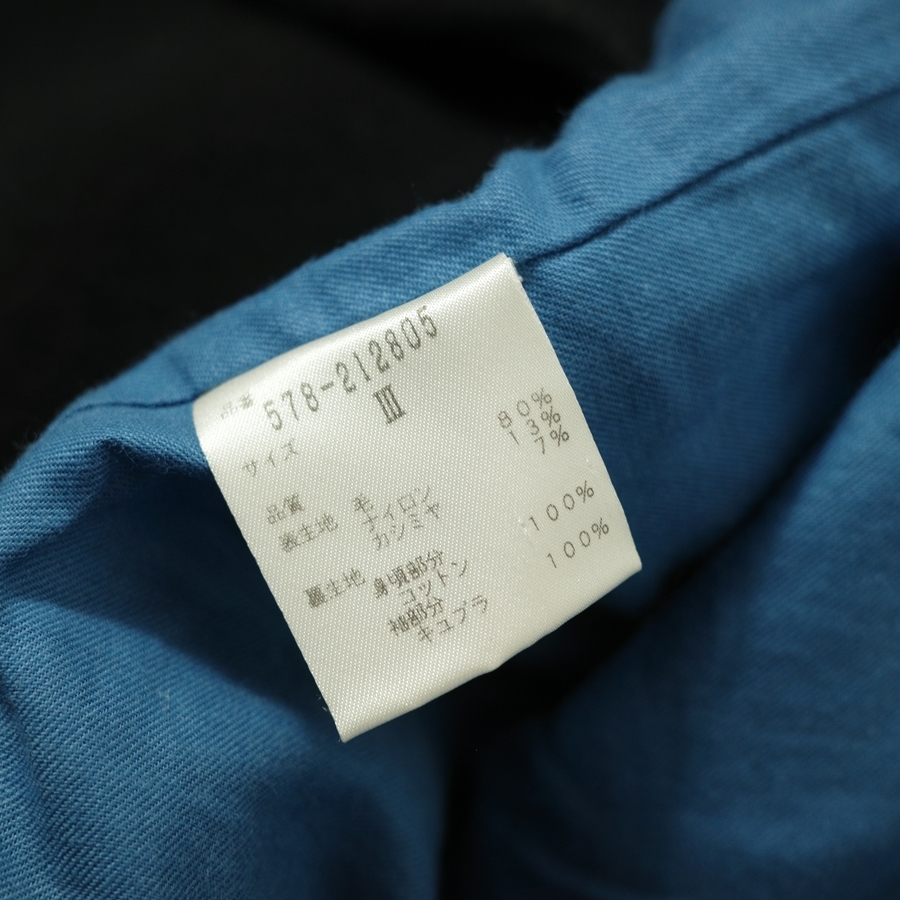 品番 578-212805
サイズ III
品質
表生地 毛 80%
ナイロン 13%
カシミヤ 7%
裏生地 身頃部分
コットン 100%
袖部分
キュプラ 100%